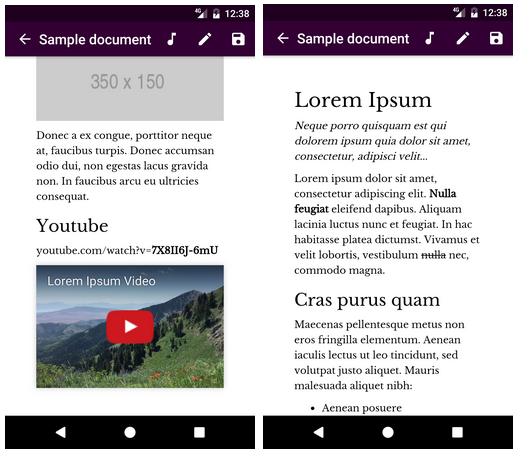 4G 12:38
Sample document
350 x 150
Donec a ex congue, porttitor neque
at, faucibus turpis. Donec accumsan
odio dui, non egestas lacus gravida
non. In faucibus arcu eu ultricies
consequat.
Youtube
youtube.com/watch?v=7X8II6J-6mU
Lorem Ipsum Video
4G 12:38
Sample document
Lorem Ipsum
Neque porro quisquam est qui
dolorem ipsum quia dolor sit amet,
consectetur, adipisci velit...
Lorem ipsum dolor sit amet,
consectetur adipiscing elit. Nulla
feugiat eleifend dapibus. Aliquam
lacinia luctus nunc et feugiat. In hac
habitasse platea dictumst. Vivamus et
velit lobortis, vestibulum nulla nec,
commodo magna.
Cras purus quam
Maecenas pellentesque metus non
eros fringilla elementum. Aenean
iaculis lectus ut leo tincidunt, sed
volutpat justo aliquet. Mauris
malesuada aliquet nibh:
• Aenean posuere